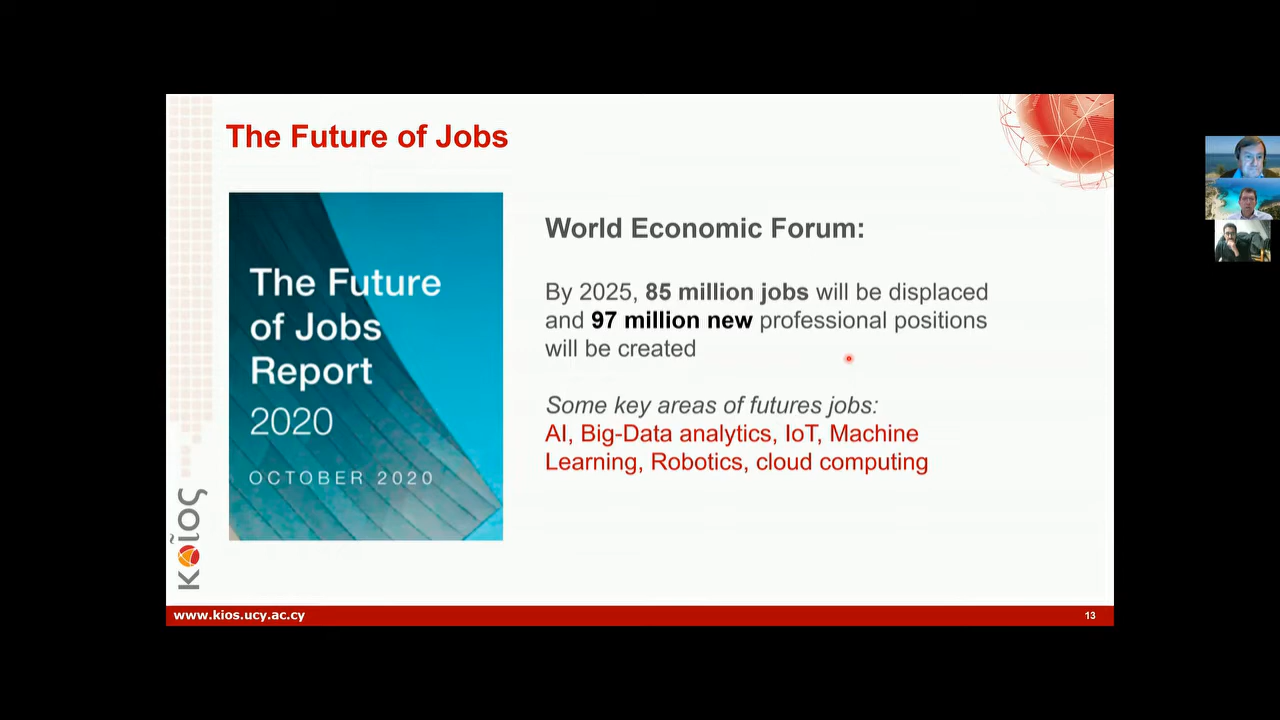 The Future of Jobs
The Future
of Jobs
Report
2020
OCTOBER 2020
World Economic Forum:
By 2025, 85 million jobs will be displaced
and 97 million new professional positions
will be created
Some key areas of futures jobs:
AI, Big-Data analytics, IoT, Machine
Learning, Robotics, cloud computing
κοῖος
www.kios.ucy.ac.cy
13